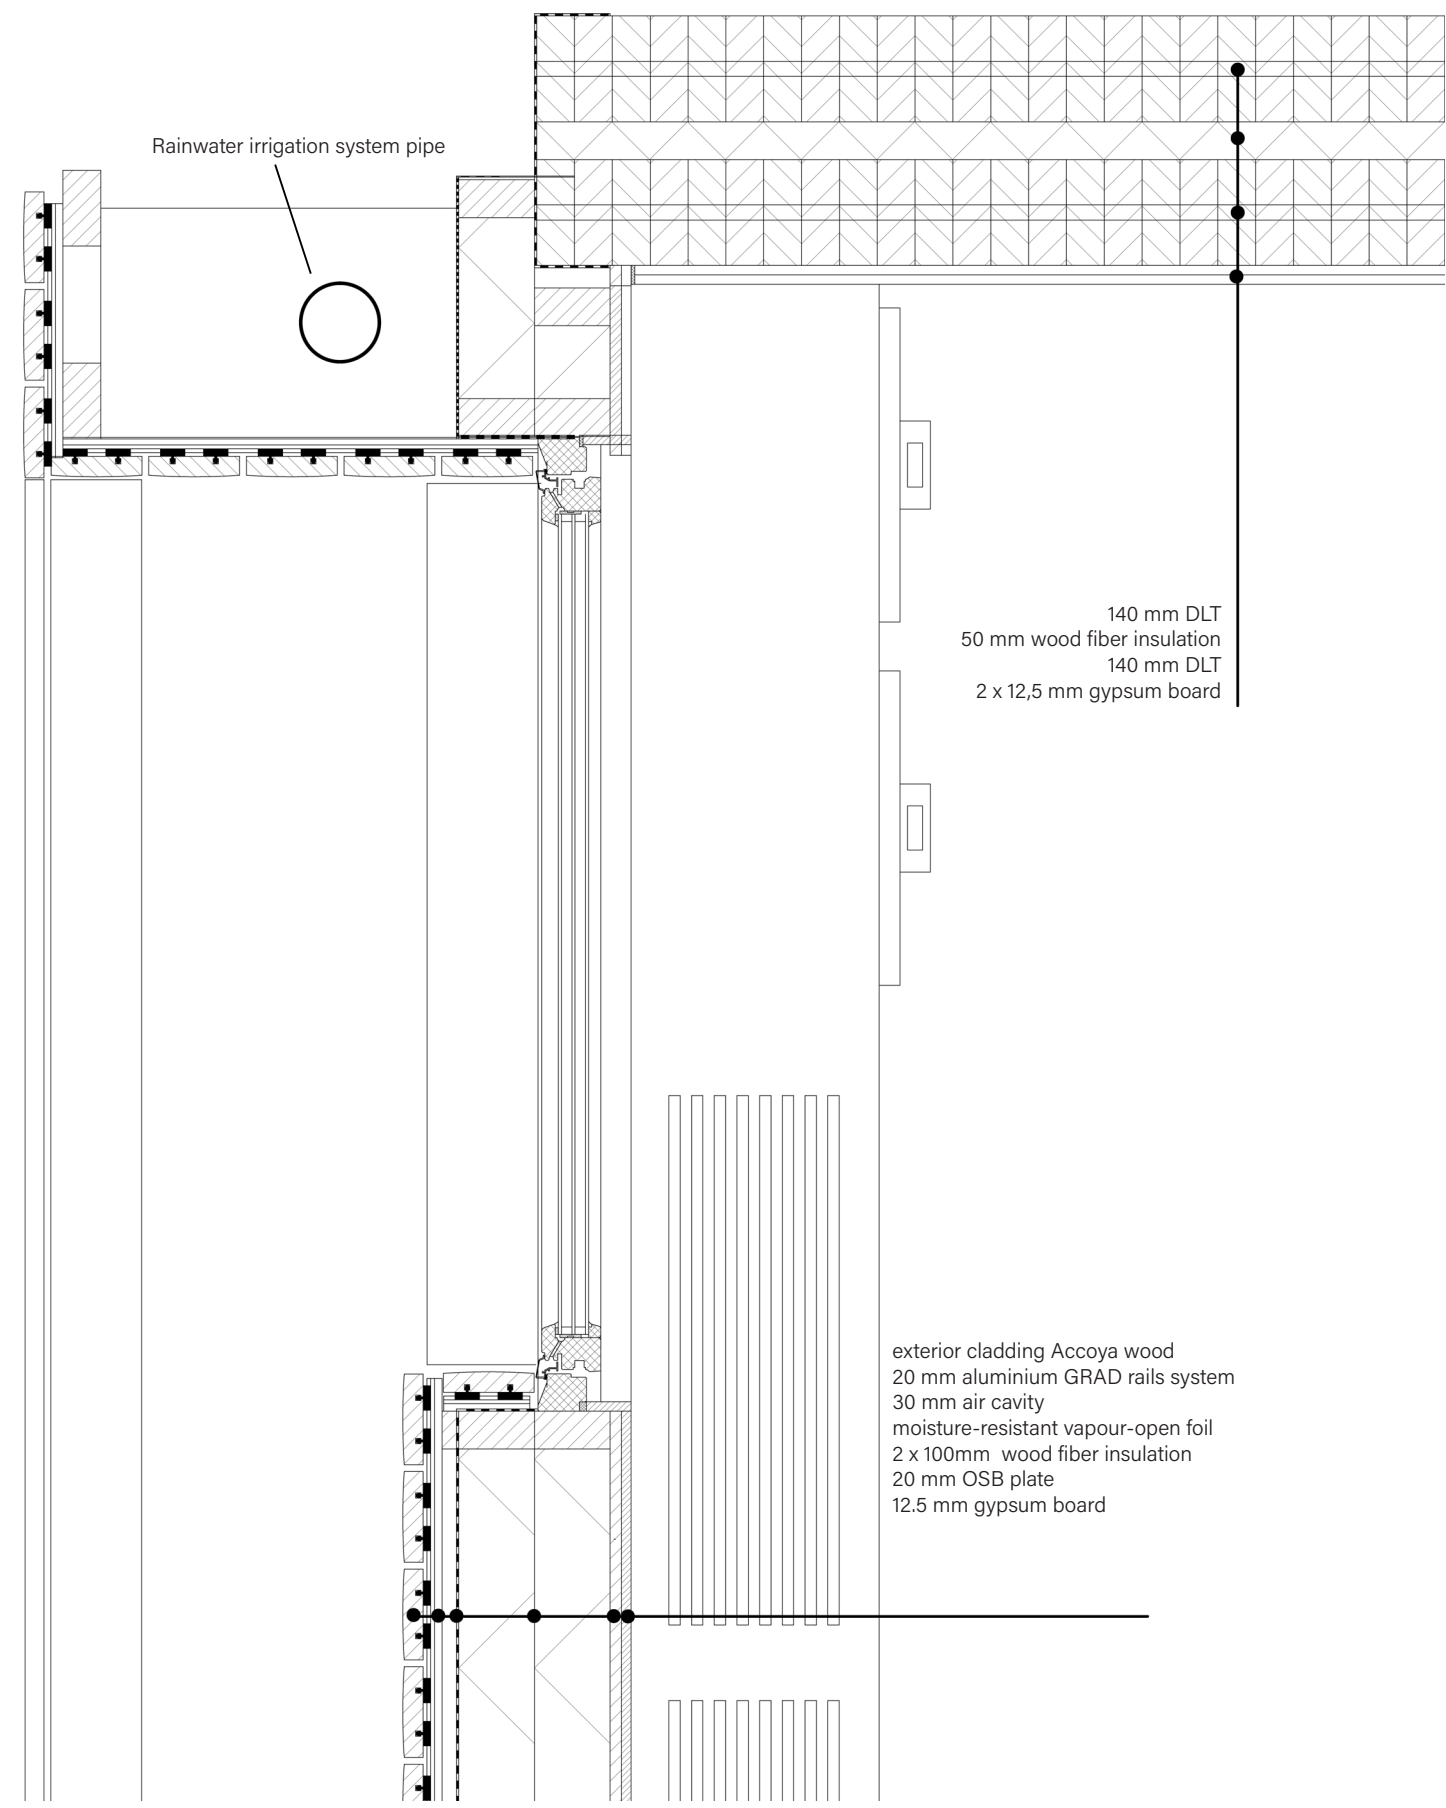 Rainwater irrigation system pipe
140 mm DLT
50 mm wood fiber insulation
140 mm DLT
2 x 12,5 mm gypsum board
exterior cladding Accoya wood
20 mm aluminium GRAD rails system
30 mm air cavity
moisture-resistant vapour-open foil
2 x 100mm  wood fiber insulation
20 mm OSB plate
12.5 mm gypsum board